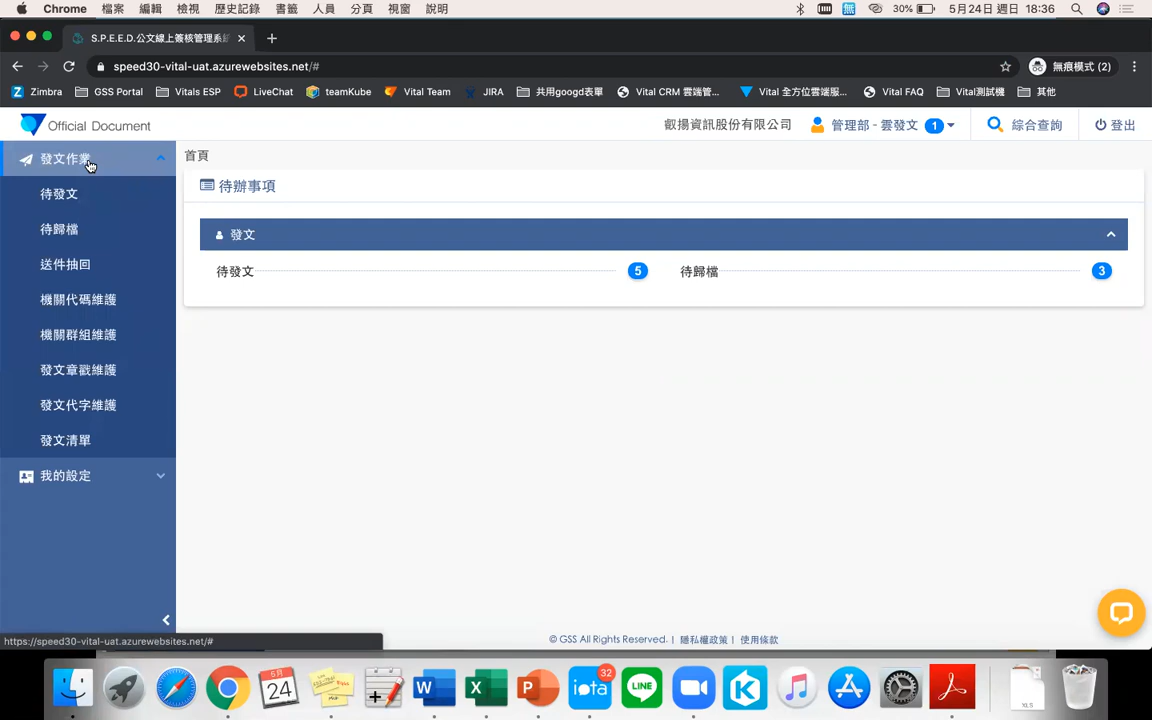 Chrome 檔案 編輯 檢視 歷史記錄 書籤 人員 分頁 視窗 說明 無 30% 5月24日 週日 18:36
S.P.E.E.D.公文線上簽核管理系
speed30-vital-uat.azurewebsites.net/# 無痕模式 (2)
Zimbra GSS Portal Vitals ESP LiveChat teamKube Vital Team JIRA 共用googd表單 Vital CRM 雲端管... Vital 全方位雲端服... Vital FAQ Vital測試機 其他
Official Document 叡揚資訊股份有限公司 管理部 - 雲發文 1 綜合查詢 登出
發文作業
待發文
待歸檔
送件抽回
機關代碼維護
機關群組維護
發文章戳維護
發文代字維護
發文清單
我的設定
首頁
待辦事項
發文
待發文 5 待歸檔 3
© GSS All Rights Reserved. | 隱私權政策 | 使用條款
https://speed30-vital-uat.azurewebsites.net/#
5月
24
W X P iota 32 LINE K
XLS